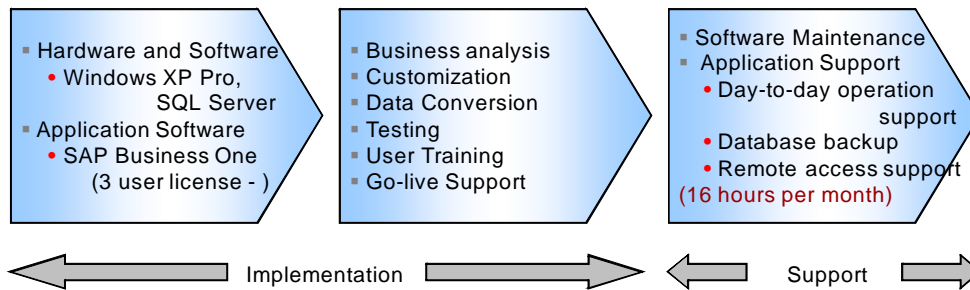 Hardware and Software
Windows XP Pro,
SQL Server
Application Software
SAP Business One
(3 user license - )
Business analysis
Customization
Data Conversion
Testing
User Training
Go-live Support
Software Maintenance
Application Support
Day-to-day operation
support
Database backup
Remote access support
(16 hours per month)
Implementation
Support